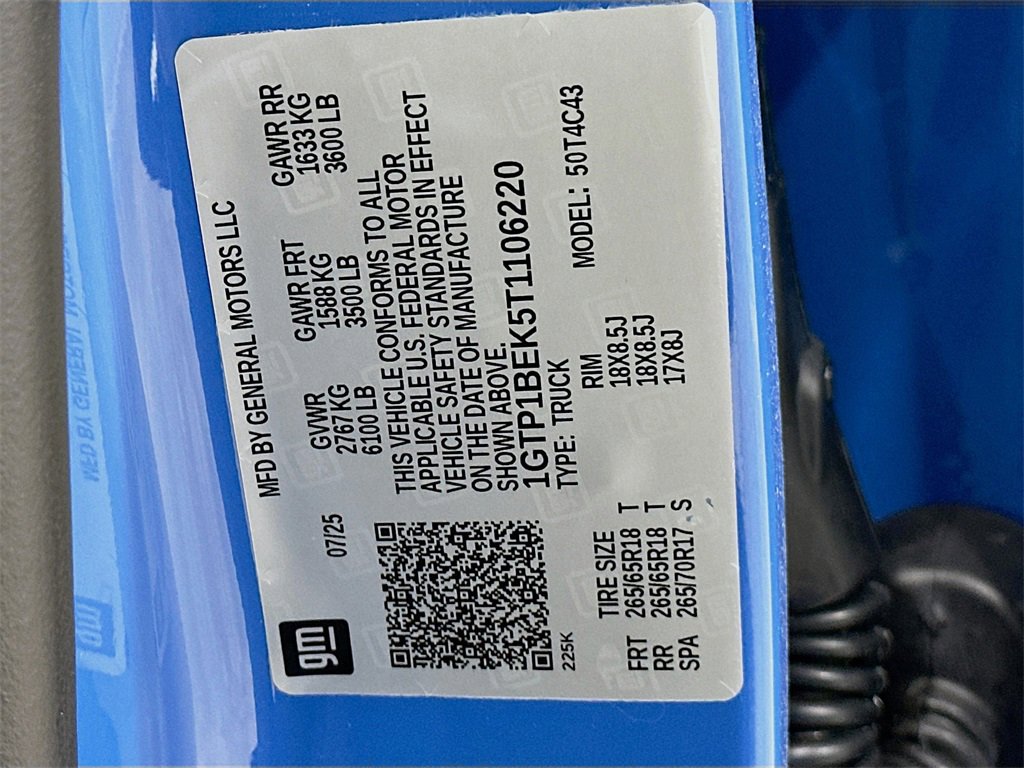 gm
07/25
MFD BY GENERAL MOTORS LLC
GVWR GAWR FRT GAWR RR
2767 KG 1588 KG 1633 KG
6100 LB 3500 LB 3600 LB
THIS VEHICLE CONFORMS TO ALL
APPLICABLE U.S. FEDERAL MOTOR
VEHICLE SAFETY STANDARDS IN EFFECT
ON THE DATE OF MANUFACTURE
SHOWN ABOVE.
1GTP1BEK5T1106220
TYPE: TRUCK MODEL: 50T4C43
225K
TIRE SIZE RIM
FRT 265/65R18 T 18X8.5J
RR 265/65R18 T 18X8.5J
SPA 265/70R17 S 17X8J